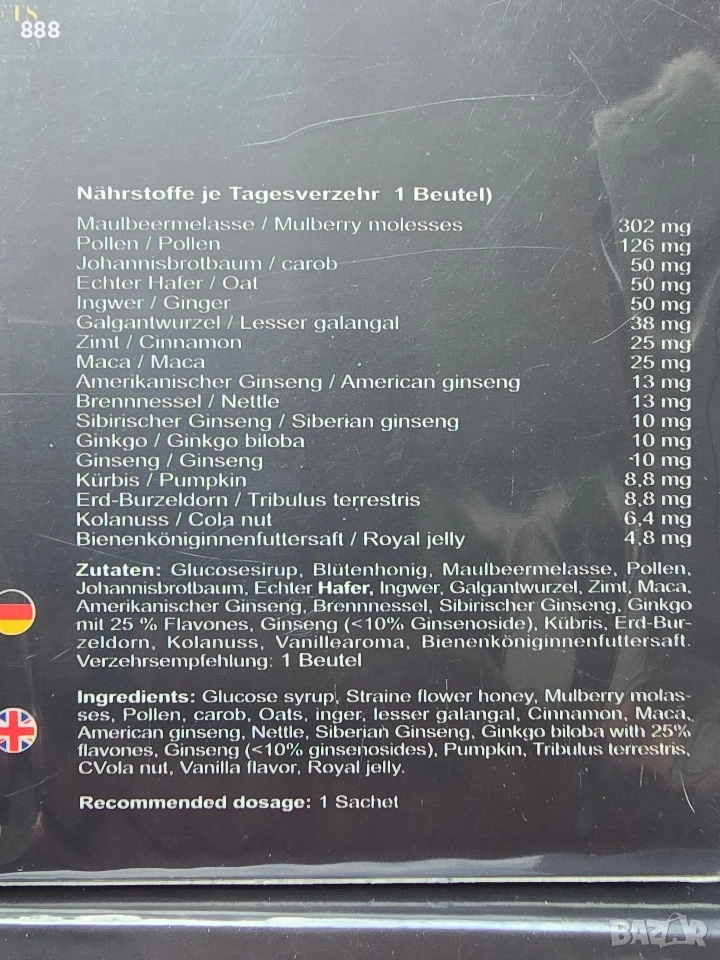 CTS
888
Nährstoffe je Tagesverzehr 1 Beutel)
Maulbeermelasse / Mulberry molesses 302 mg
Pollen / Pollen 126 mg
Johannisbrotbaum / carob 50 mg
Echter Hafer / Oat 50 mg
Ingwer / Ginger 50 mg
Galgantwurzel / Lesser galangal 38 mg
Zimt / Cinnamon 25 mg
Maca / Maca 25 mg
Amerikanischer Ginseng / American ginseng 13 mg
Brennnessel / Nettle 13 mg
Sibirischer Ginseng / Siberian ginseng 10 mg
Ginkgo / Ginkgo biloba 10 mg
Ginseng / Ginseng 10 mg
Kürbis / Pumpkin 8,8 mg
Erd-Burzeldorn / Tribulus terrestris 8,8 mg
Kolanuss / Cola nut 6,4 mg
Bienenköniginnenfuttersaft / Royal jelly 4,8 mg
Zutaten: Glucosesirup, Blütenhonig, Maulbeermelasse, Pollen,
Johannisbrotbaum, Echter Hafer, Ingwer, Galgantwurzel, Zimt, Maca,
Amerikanischer Ginseng, Brennnessel, Sibirischer Ginseng, Ginkgo
mit 25 % Flavones, Ginseng (<10% Ginsenoside), Kübris, Erd-Bur-
zeldorn, Kolanuss, Vanillearoma, Bienenköniginnenfuttersaft.
Verzehrsempfehlung: 1 Beutel
Ingredients: Glucose syrup, Straine flower honey, Mulberry molas-
ses, Pollen, carob, Oats, inger, lesser galangal, Cinnamon, Maca,
American ginseng, Nettle, Siberian Ginseng, Ginkgo biloba with 25%
flavones, Ginseng (<10% ginsenosides), Pumpkin, Tribulus terrestris,
CVola nut, Vanilla flavor, Royal jelly.
Recommended dosage: 1 Sachet
BAZAR